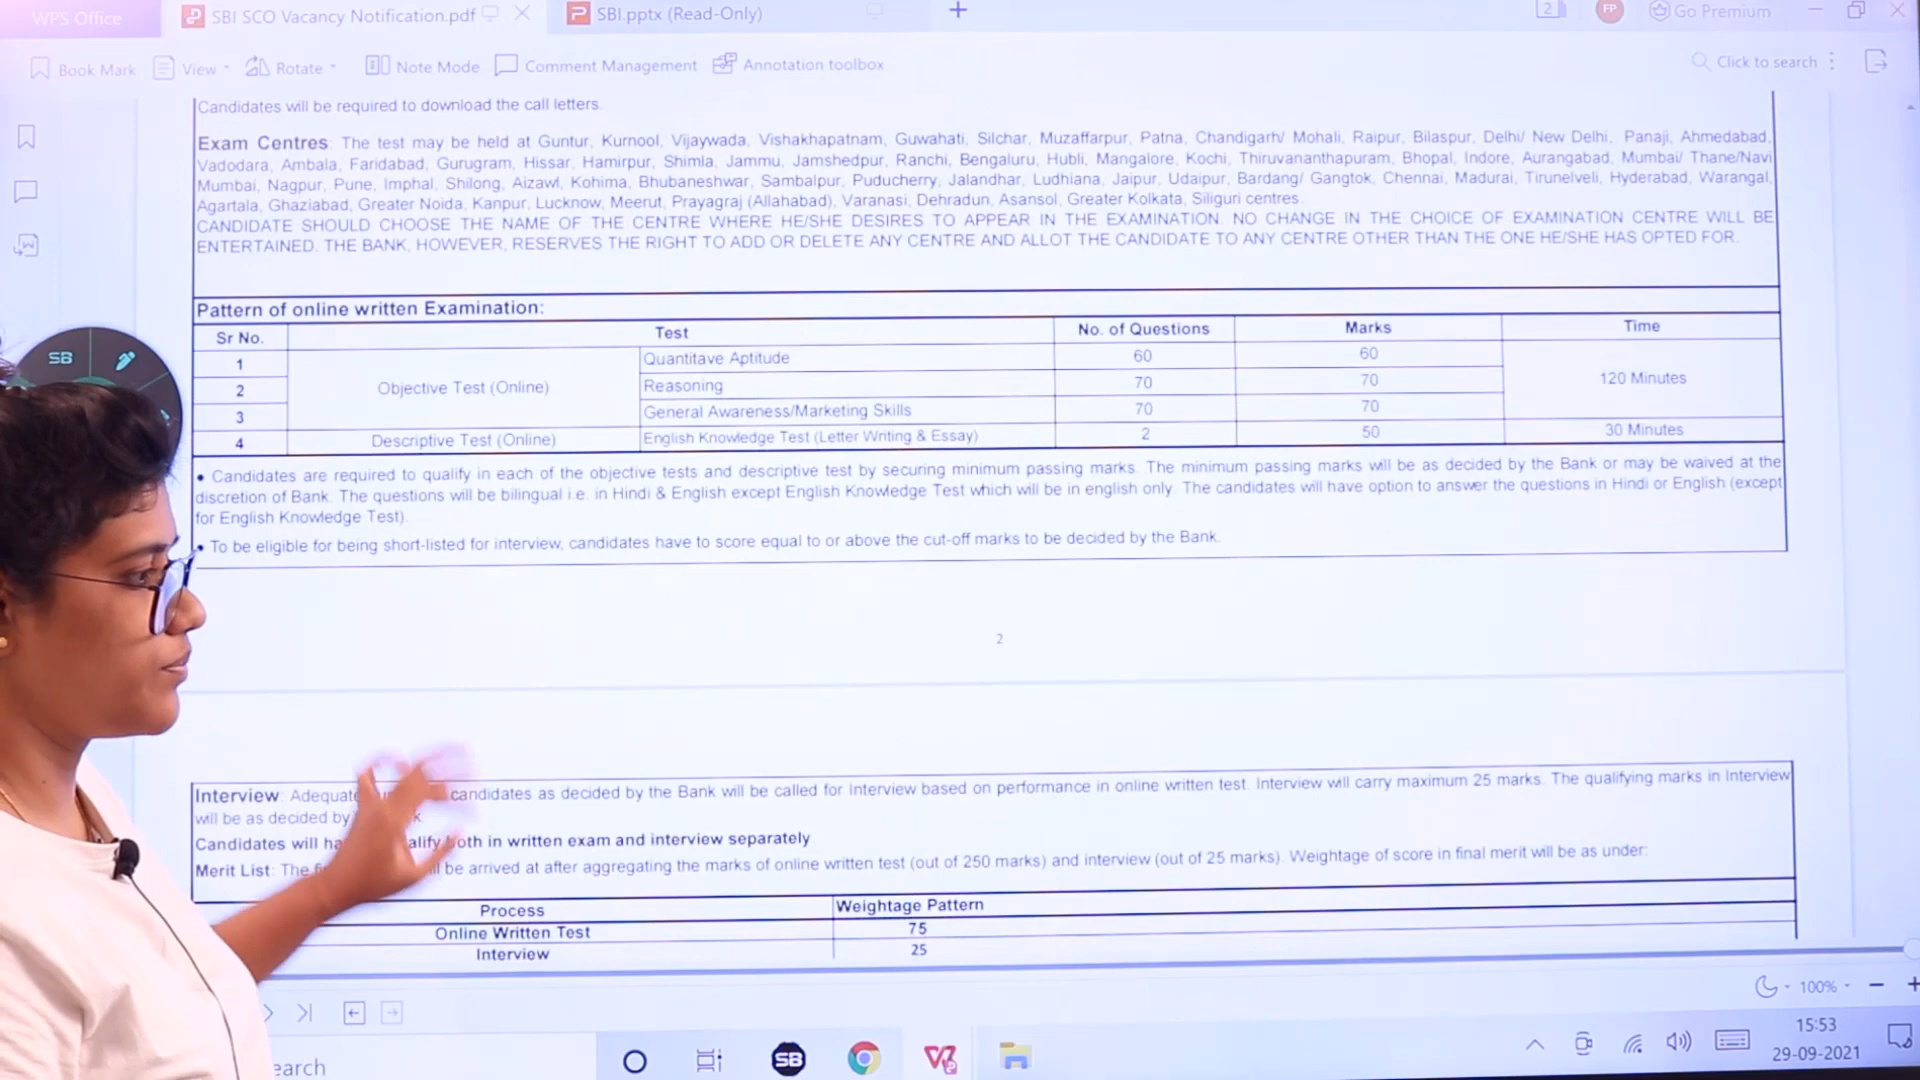 WPS Office
SBI SCO Vacancy Notification.pdf
SBI.pptx (Read-Only)
2
FP
Go Premium
Book Mark
View
Rotate
Note Mode
Comment Management
Annotation toolbox
Click to search
Candidates will be required to download the call letters.
Exam Centres: The test may be held at Guntur, Kurnool, Vijaywada, Vishakhapatnam, Guwahati, Silchar, Muzaffarpur, Patna, Chandigarh/ Mohali, Raipur, Bilaspur, Delhi/ New Delhi, Panaji, Ahmedabad,
Vadodara, Ambala, Faridabad, Gurugram, Hissar, Hamirpur, Shimla, Jammu, Jamshedpur, Ranchi, Bengaluru, Hubli, Mangalore, Kochi, Thiruvananthapuram, Bhopal, Indore, Aurangabad, Mumbai/ Thane/Navi
Mumbai, Nagpur, Pune, Imphal, Shilong, Aizawl, Kohima, Bhubaneshwar, Sambalpur, Puducherry, Jalandhar, Ludhiana, Jaipur, Udaipur, Bardang/ Gangtok, Chennai, Madurai, Tirunelveli, Hyderabad, Warangal,
Agartala, Ghaziabad, Greater Noida, Kanpur, Lucknow, Meerut, Prayagraj (Allahabad), Varanasi, Dehradun, Asansol, Greater Kolkata, Siliguri centres.
CANDIDATE SHOULD CHOOSE THE NAME OF THE CENTRE WHERE HE/SHE DESIRES TO APPEAR IN THE EXAMINATION. NO CHANGE IN THE CHOICE OF EXAMINATION CENTRE WILL BE
ENTERTAINED. THE BANK, HOWEVER, RESERVES THE RIGHT TO ADD OR DELETE ANY CENTRE AND ALLOT THE CANDIDATE TO ANY CENTRE OTHER THAN THE ONE HE/SHE HAS OPTED FOR.
Pattern of online written Examination:
Sr No. Test No. of Questions Marks Time
1 Objective Test (Online) Quantitave Aptitude 60 60 120 Minutes
2 Reasoning 70 70
3 General Awareness/Marketing Skills 70 70
4 Descriptive Test (Online) English Knowledge Test (Letter Writing & Essay) 2 50 30 Minutes
• Candidates are required to qualify in each of the objective tests and descriptive test by securing minimum passing marks. The minimum passing marks will be as decided by the Bank or may be waived at the
discretion of Bank. The questions will be bilingual i.e. in Hindi & English except English Knowledge Test which will be in english only. The candidates will have option to answer the questions in Hindi or English (except
for English Knowledge Test).
• To be eligible for being short-listed for interview, candidates have to score equal to or above the cut-off marks to be decided by the Bank.
2
Interview: Adequate candidates as decided by the Bank will be called for Interview based on performance in online written test. Interview will carry maximum 25 marks. The qualifying marks in Interview
will be as decided by
Candidates will both in written exam and interview separately
Merit List: The be arrived at after aggregating the marks of online written test (out of 250 marks) and interview (out of 25 marks). Weightage of score in final merit will be as under:
Process Weightage Pattern
Online Written Test 75
Interview 25
100%
SB
SB
15:53
29-09-2021